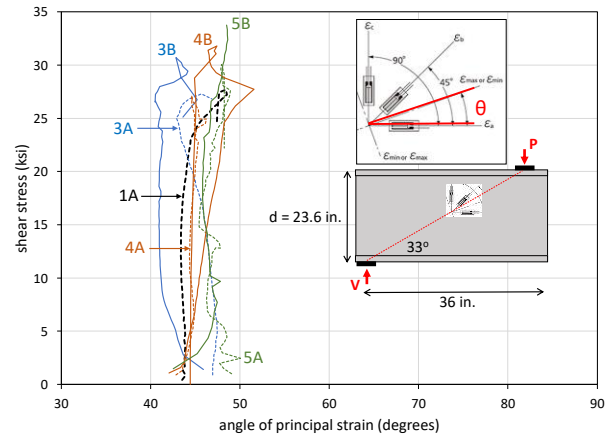 35
30
25
20
15
10
5
0
shear stress (ksi)
30
40
50
60
70
80
90
angle of principal strain (degrees)
3B
4B
5B
3A
1A
4A
5A
εc
90°
εb
45°
εmax or εmin
θ
εa
εmin or εmax
P
d = 23.6 in.
33°
V
36 in.